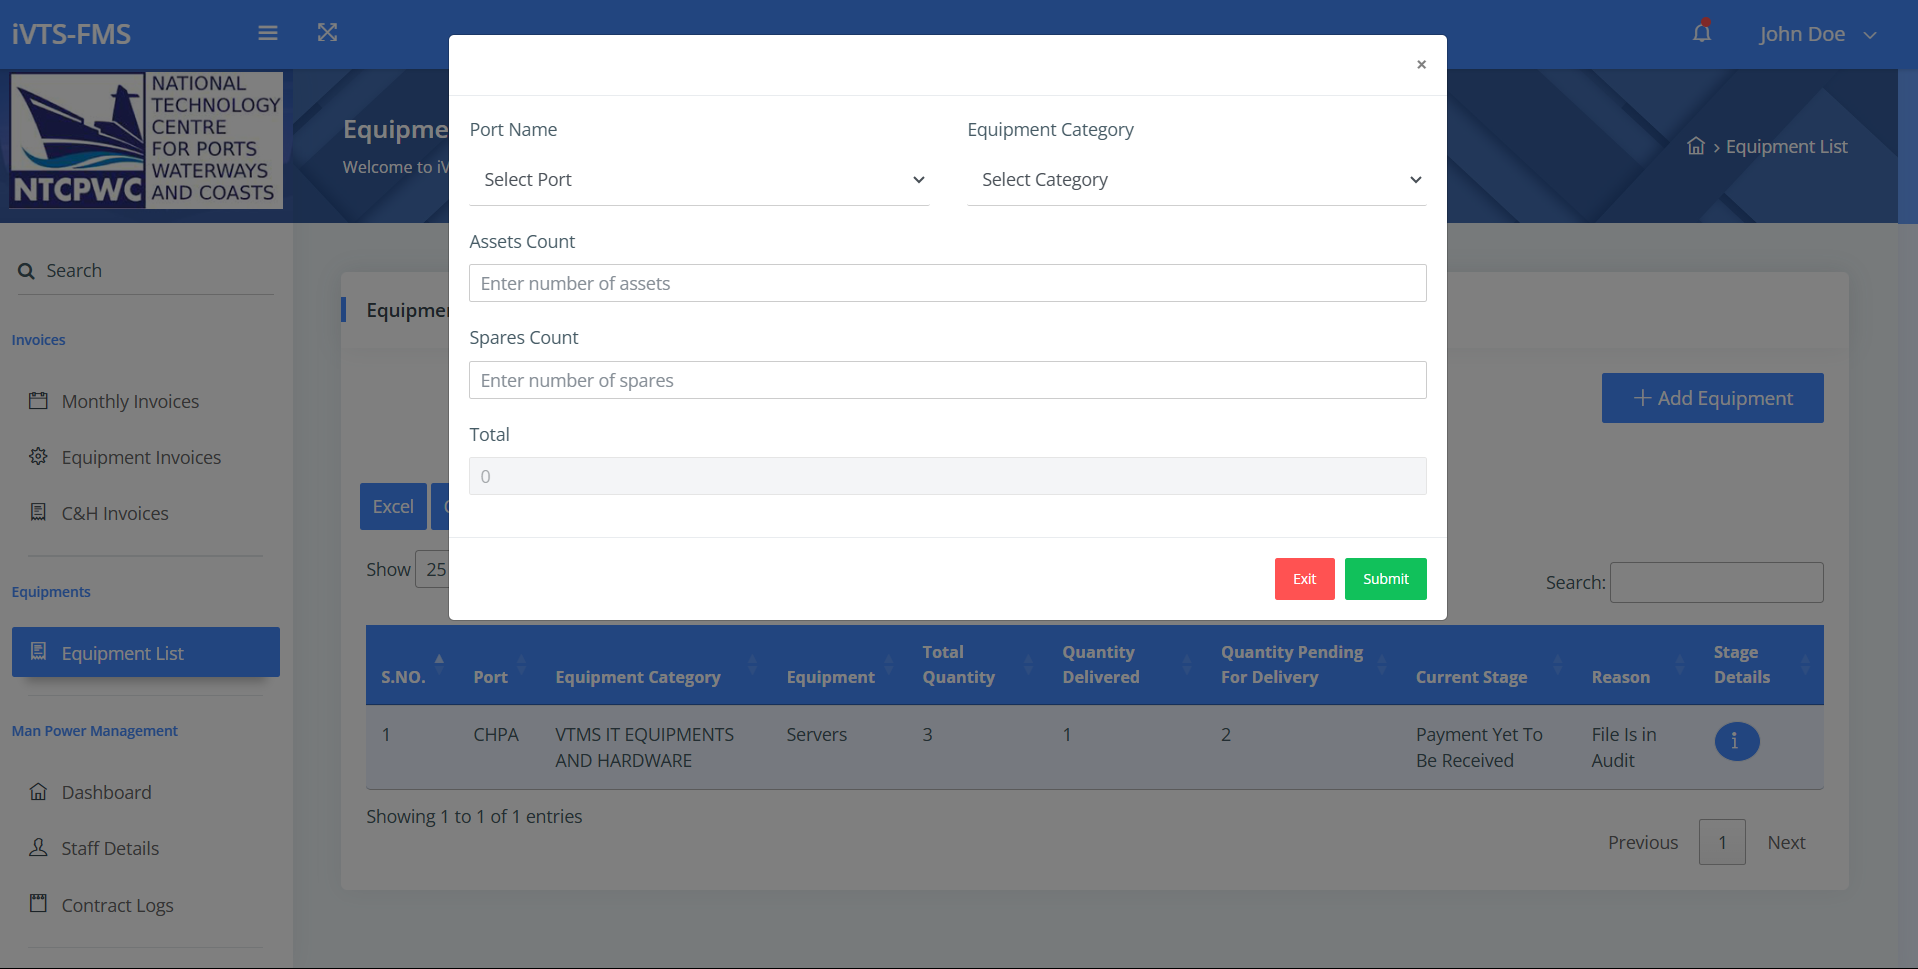 iVTS-FMS
John Doe
NATIONAL
TECHNOLOGY
CENTRE
FOR PORTS
WATERWAYS
AND COASTS
NTCPWC
Equipme
Welcome to iV
> Equipment List
×
Port Name
Equipment Category
Select Port
Select Category
Assets Count
Enter number of assets
Spares Count
Enter number of spares
Total
0
Exit
Submit
Search
Invoices
Monthly Invoices
Equipment Invoices
C&H Invoices
Equipments
Equipment List
Man Power Management
Dashboard
Staff Details
Contract Logs
Equipmen
+ Add Equipment
Excel
Show 25
Search:
S.NO.
Port
Equipment Category
Equipment
Total
Quantity
Quantity
Delivered
Quantity Pending
For Delivery
Current Stage
Reason
Stage
Details
1
CHPA
VTMS IT EQUIPMENTS
AND HARDWARE
Servers
3
1
2
Payment Yet To
Be Received
File Is in
Audit
i
Showing 1 to 1 of 1 entries
Previous
1
Next